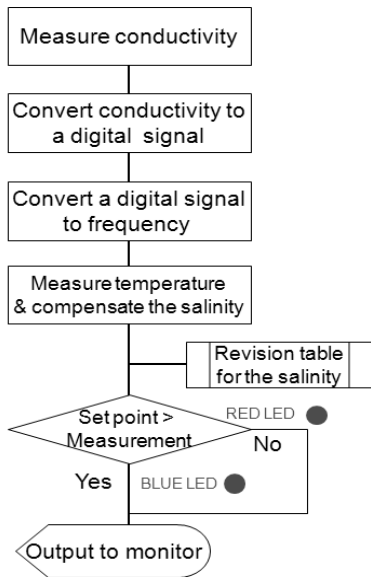 Measure conductivity
Convert conductivity to
a digital signal
Convert a digital signal
to frequency
Measure temperature
& compensate the salinity
Revision table
for the salinity
Set point >
Measurement
RED LED
No
Yes
BLUE LED
Output to monitor